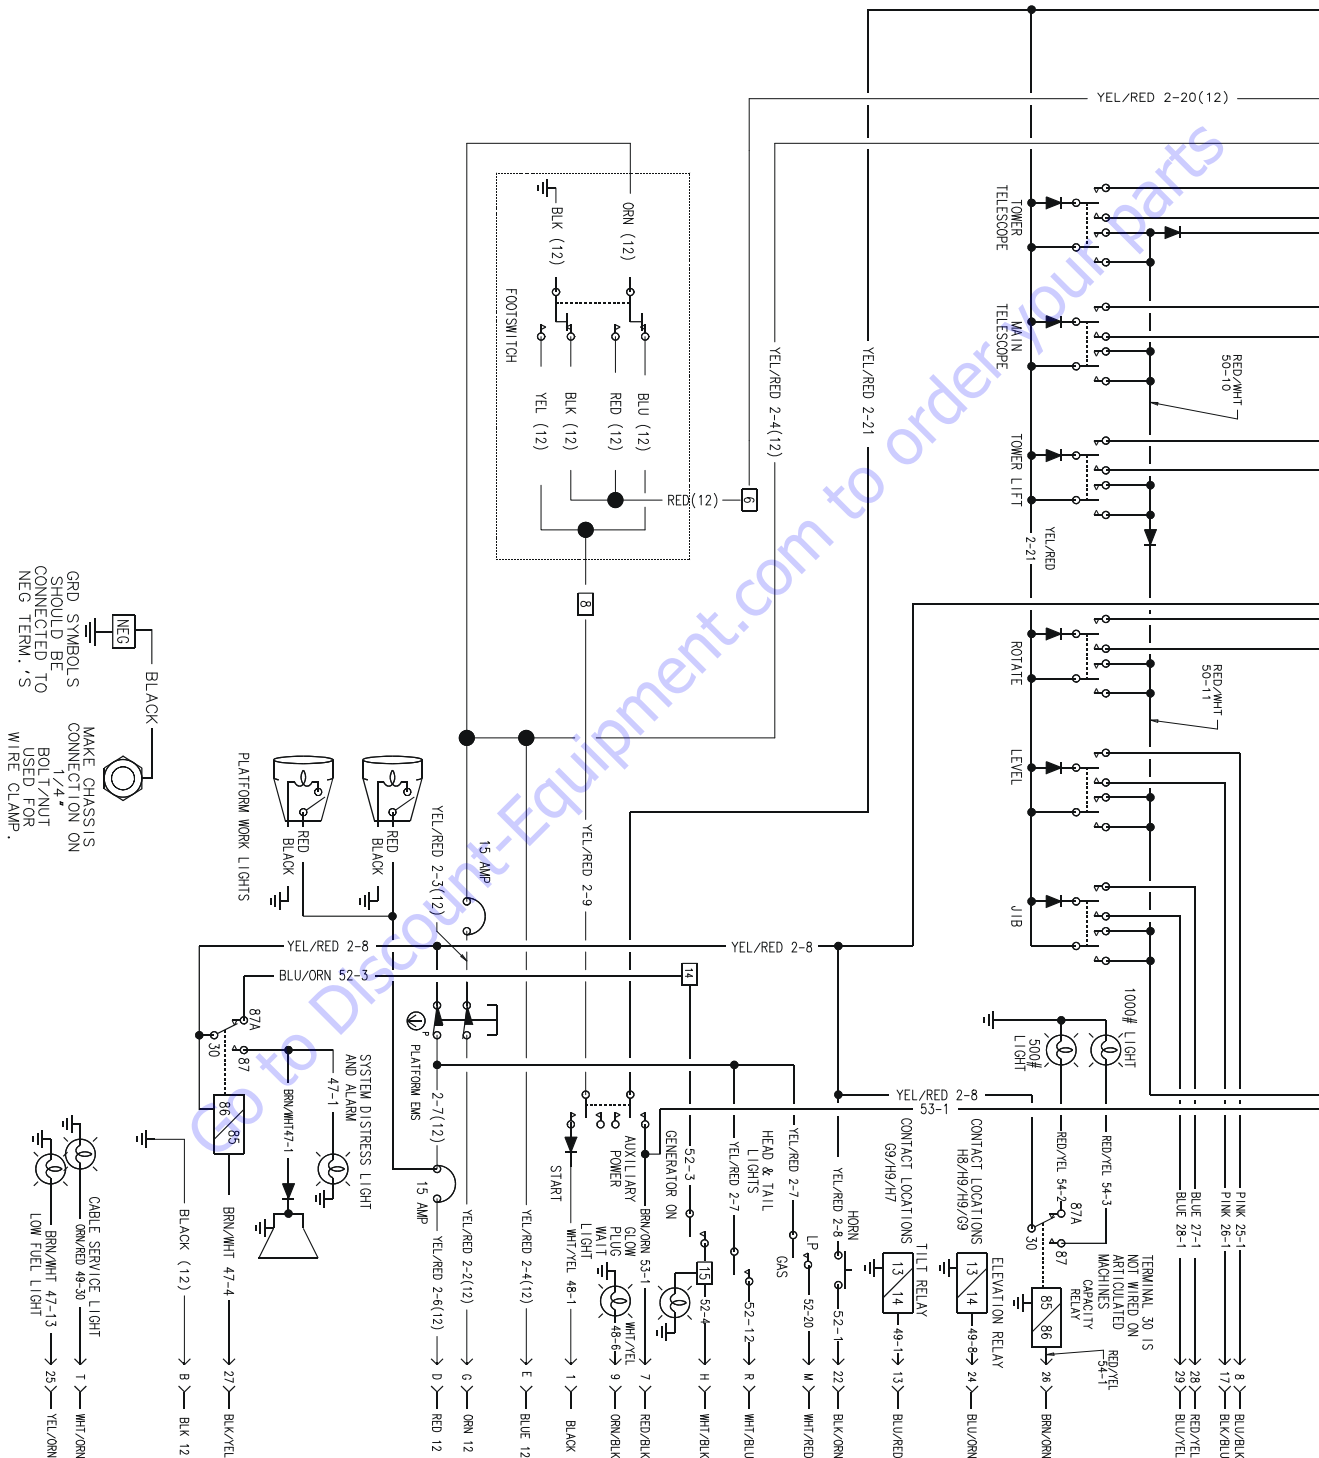 YEL/RED 2-20(12)
TOWER
TELESCOPE
MAIN
TELESCOPE
RED/WHT
50-10
TOWER LIFT
YEL/RED
2-21
ROTATE
RED/WHT
50-11
LEVEL
JIB
YEL/RED 2-21
YEL/RED 2-4(12)
ORN (12)
BLK (12)
FOOTSWITCH
YEL (12)
BLK (12)
RED (12)
BLU (12)
RED(12)
6
8
GRD SYMBOLS
SHOULD BE
CONNECTED TO
NEG TERM.'S
NEG
BLACK
MAKE CHASSIS
CONNECTION ON
1/4"
BOLT/NUT
USED FOR
WIRE CLAMP.
PLATFORM WORK LIGHTS
RED
BLACK
RED
BLACK
YEL/RED 2-3(12)
15 AMP
YEL/RED 2-9
YEL/RED 2-8
YEL/RED 2-8
BLU/ORN 52-3
14
87A
30
87
86
85
BRN/WHT47-1
47-1
SYSTEM DISTRESS LIGHT
AND ALARM
P
PLATFORM EMS
2-7(12)
15 AMP
START
AUXILIARY
POWER
GENERATOR ON
52-3
YEL/RED 2-7
HEAD & TAIL
LIGHTS
YEL/RED 2-7
GAS
LP
YEL/RED 2-8
HORN
YEL/RED 2-8
53-1
CONTACT LOCATIONS
G9/H9/H7
CONTACT LOCATIONS
H8/H9/H9/G9
500#
LIGHT
1000# LIGHT
RED/YEL 54-2
RED/YEL 54-3
87A
30
87
85
86
TERMINAL 30 IS
NOT WIRED ON
ARTICULATED
MACHINES
CAPACITY
RELAY
RED/YEL
54-1
TILT RELAY
13
14
ELEVATION RELAY
13
14
CABLE SERVICE LIGHT
LOW FUEL LIGHT
GLOW
PLUG
WAIT
LIGHT
15
BRN/WHT 47-13
25
YEL/ORN
ORN/RED 49-30
T
WHT/ORN
BLACK (12)
B
BLK 12
BRN/WHT 47-4
27
BLK/YEL
YEL/RED 2-6(12)
D
RED 12
YEL/RED 2-2(12)
G
ORN 12
YEL/RED 2-4(12)
E
BLUE 12
WHT/YEL 48-1
1
BLACK
WHT/YEL
48-6
9
ORN/BLK
BRN/ORN 53-1
7
RED/BLK
52-4
H
WHT/BLK
52-12
R
WHT/BLU
52-20
M
WHT/RED
52-1
22
BLK/ORN
49-1
13
BLU/RED
49-8
24
BLU/ORN
26
BRN/ORN
BLUE 28-1
29
BLU/YEL
BLUE 27-1
28
RED/YEL
PINK 26-1
17
BLK/BLU
PINK 25-1
8
BLU/BLK
Go to Discount-Equipment.com to order your parts